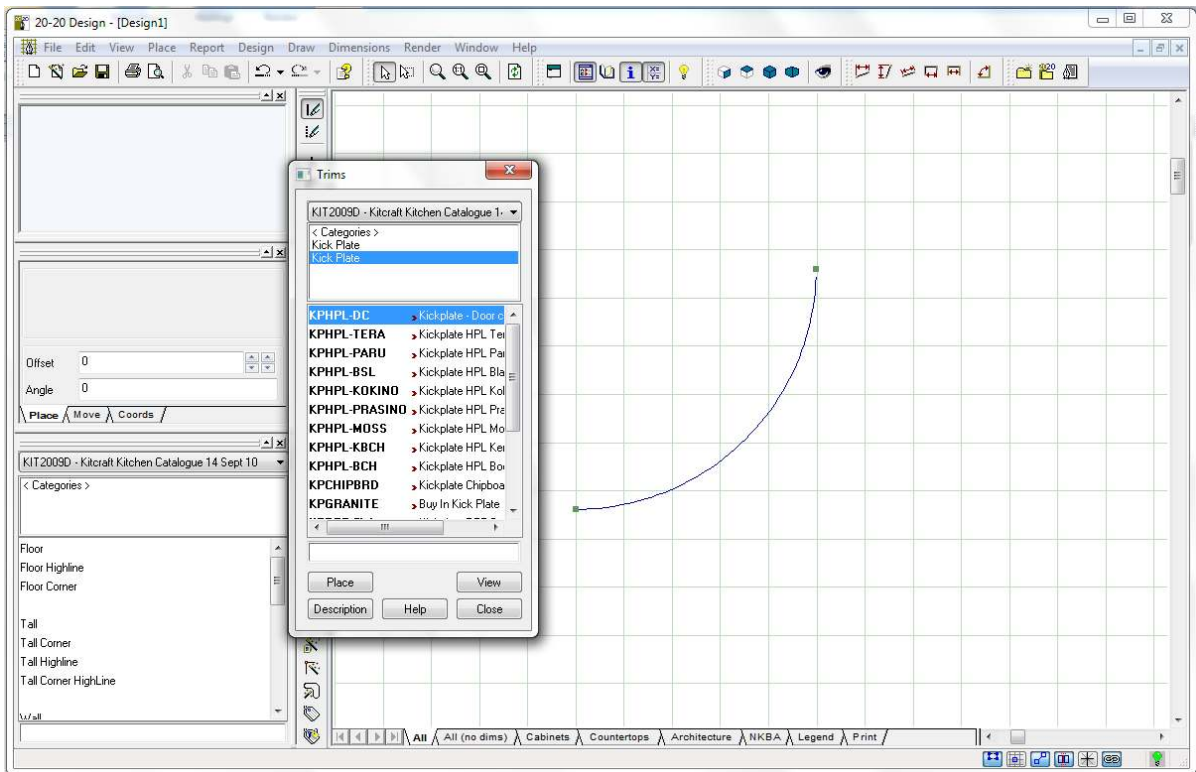 20-20 Design - [Design1]
File Edit View Place Report Design Draw Dimensions Render Window Help
Trims
KIT2009D - Kitcraft Kitchen Catalogue 1
< Categories >
Kick Plate
Kick Plate
KPHPL-DC Kickplate - Door c
KPHPL-TERA Kickplate HPL Te
KPHPL-PARU Kickplate HPL Pa
KPHPL-BSL Kickplate HPL Bla
KPHPL-KOKINO Kickplate HPL Ko
KPHPL-PRASINO Kickplate HPL Pra
KPHPL-MOSS Kickplate HPL Mo
KPHPL-KBCH Kickplate HPL Ke
KPHPL-BCH Kickplate HPL Bo
KPCHIPBRD Kickplate Chipboa
KPGRANITE Buy In Kick Plate
Place View
Description Help Close
Offset 0
Angle 0
Place Move Coords
KIT2009D - Kitcraft Kitchen Catalogue 14 Sept 10
< Categories >
Floor
Floor Highline
Floor Corner
Tall
Tall Corner
Tall Highline
Tall Corner HighLine
Wall
All All (no dims) Cabinets Countertops Architecture NKBA Legend Print